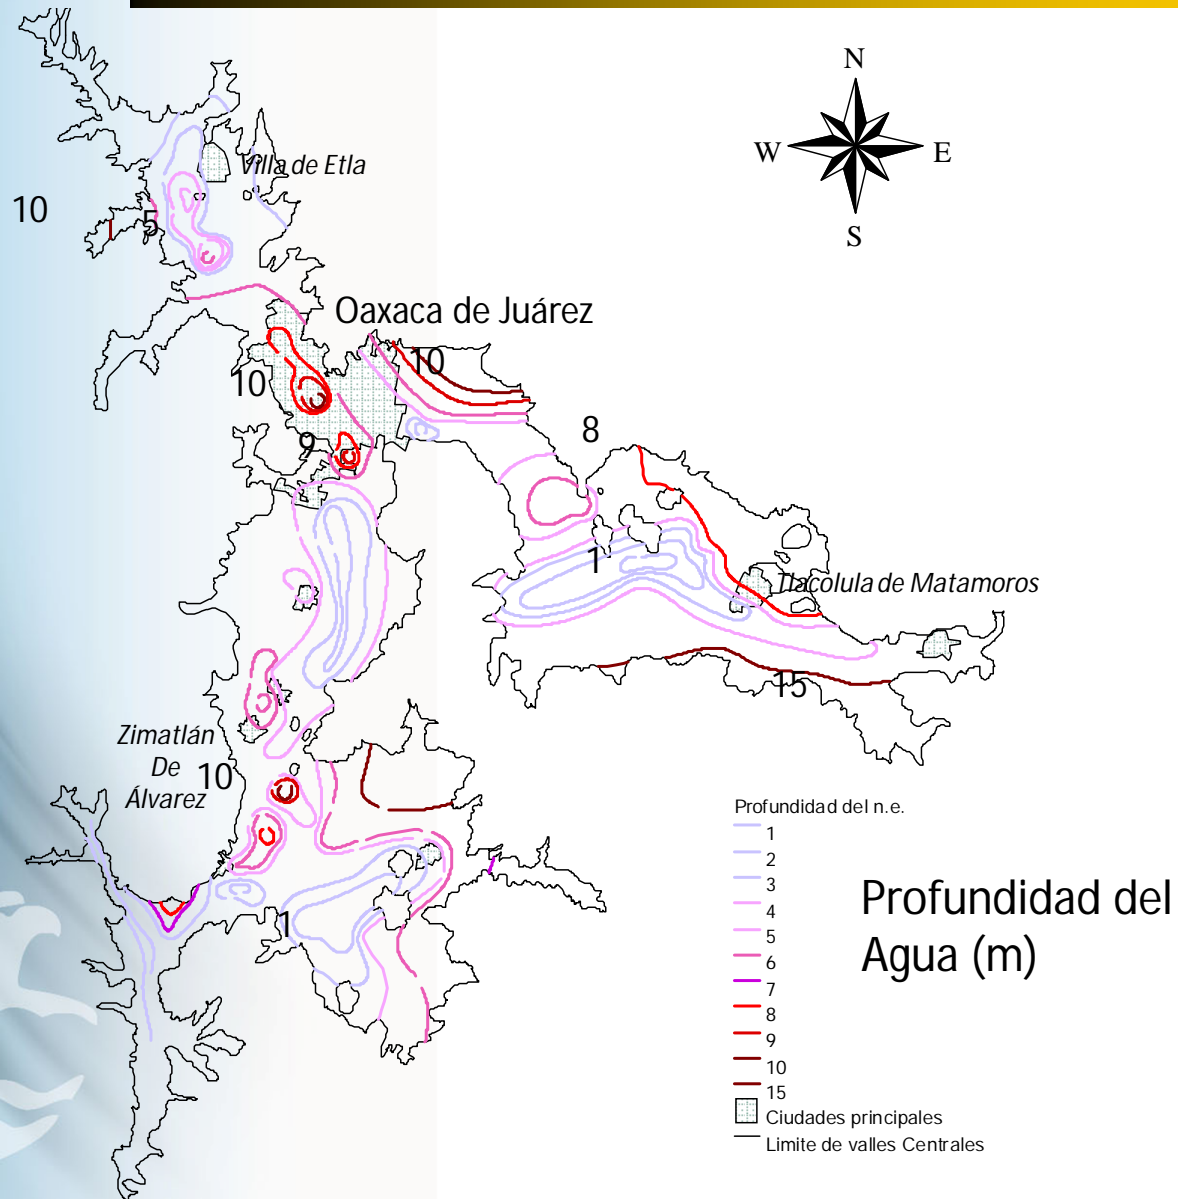 N
W E
S
Villa de Etla
10
5
Oaxaca de Juárez
10
10
9
8
1
Tlacolula de Matamoros
15
Zimatlán
De
Álvarez
10
1
Profundidad del n.e.
1
2
3
4
5
6
7
8
9
10
15
Ciudades principales
Limite de valles Centrales
Profundidad del
Agua (m)